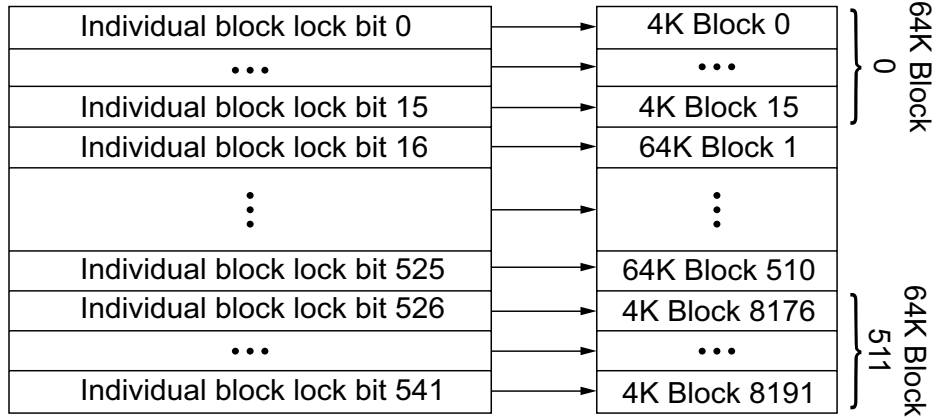 Individual block lock bit 0
4K Block 0
...
...
Individual block lock bit 15
4K Block 15
64K Block
0
Individual block lock bit 16
64K Block 1
Individual block lock bit 525
64K Block 510
Individual block lock bit 526
4K Block 8176
...
...
Individual block lock bit 541
4K Block 8191
64K Block
511